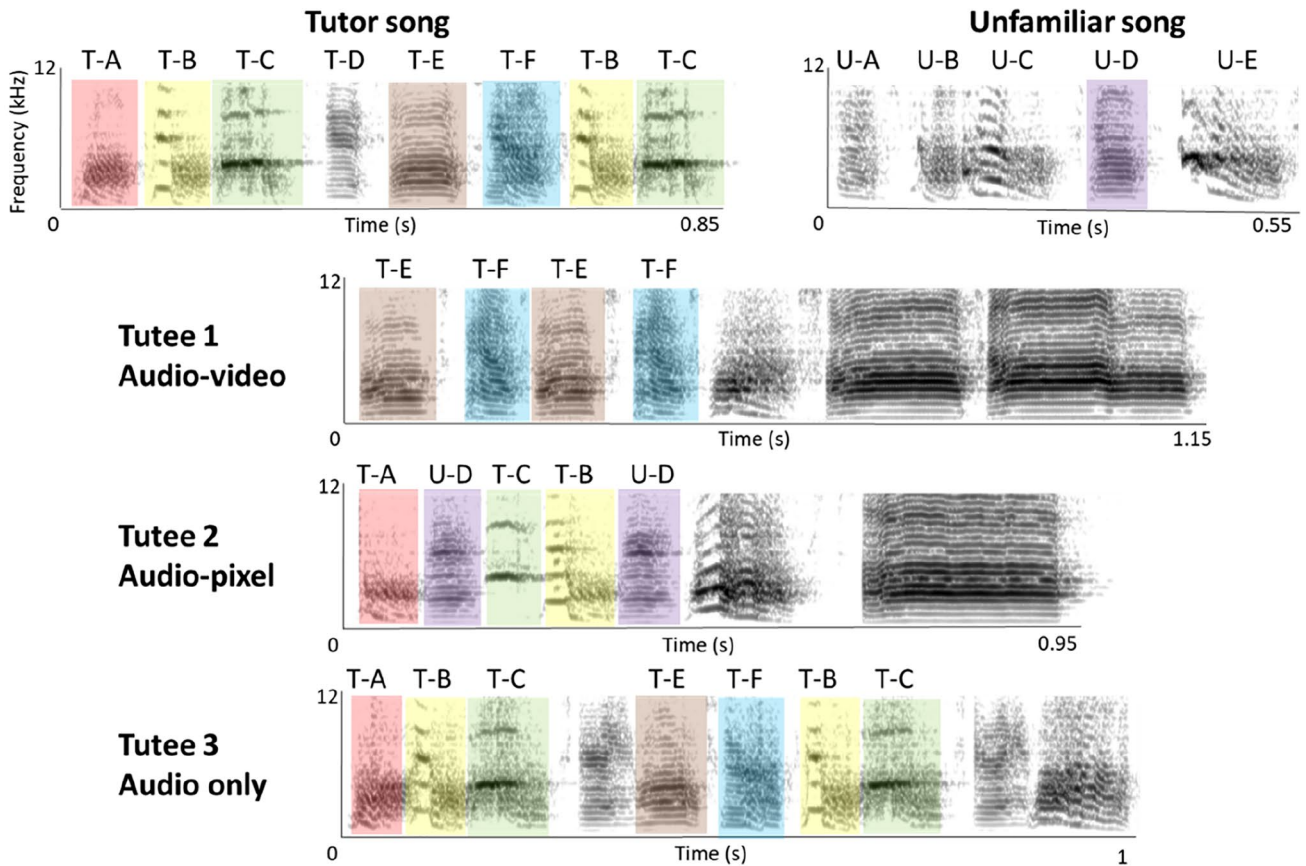 Tutor song
Unfamiliar song
T-A T-B T-C T-D T-E T-F T-B T-C
U-A U-B U-C U-D U-E
12
12
Frequency (kHz)
0 Time (s) 0.85
0 Time (s) 0.55
T-E T-F T-E T-F
12
Tutee 1
Audio-video
0 Time (s) 1.15
T-A U-D T-C T-B U-D
12
Tutee 2
Audio-pixel
0 Time (s) 0.95
T-A T-B T-C T-E T-F T-B T-C
12
Tutee 3
Audio only
0 Time (s) 1